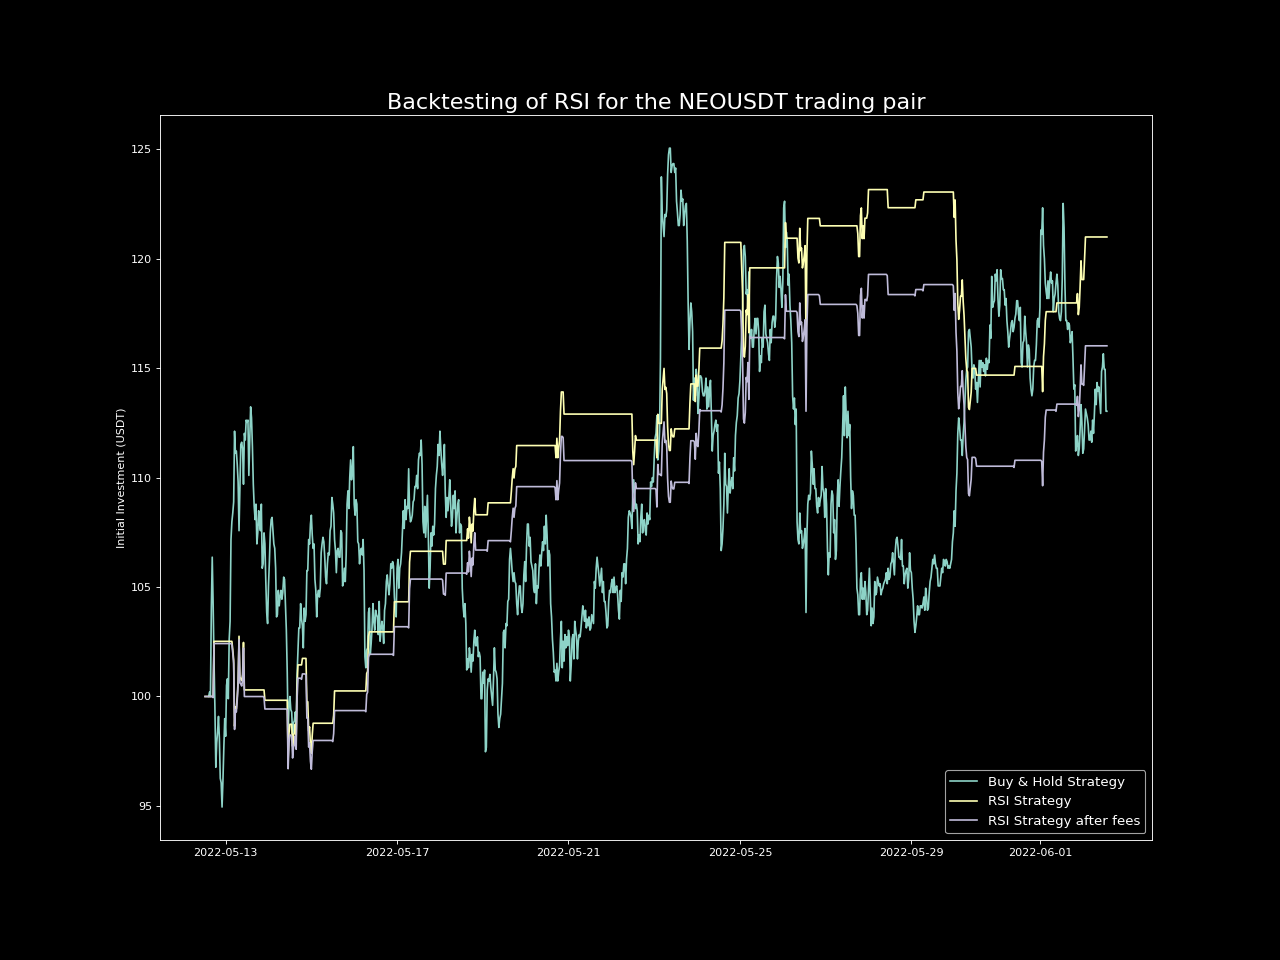 Backtesting of RSI for the NEOUSDT trading pair
Initial Investment (USDT)
125
120
115
110
105
100
95
2022-05-13
2022-05-17
2022-05-21
2022-05-25
2022-05-29
2022-06-01
Buy & Hold Strategy
RSI Strategy
RSI Strategy after fees